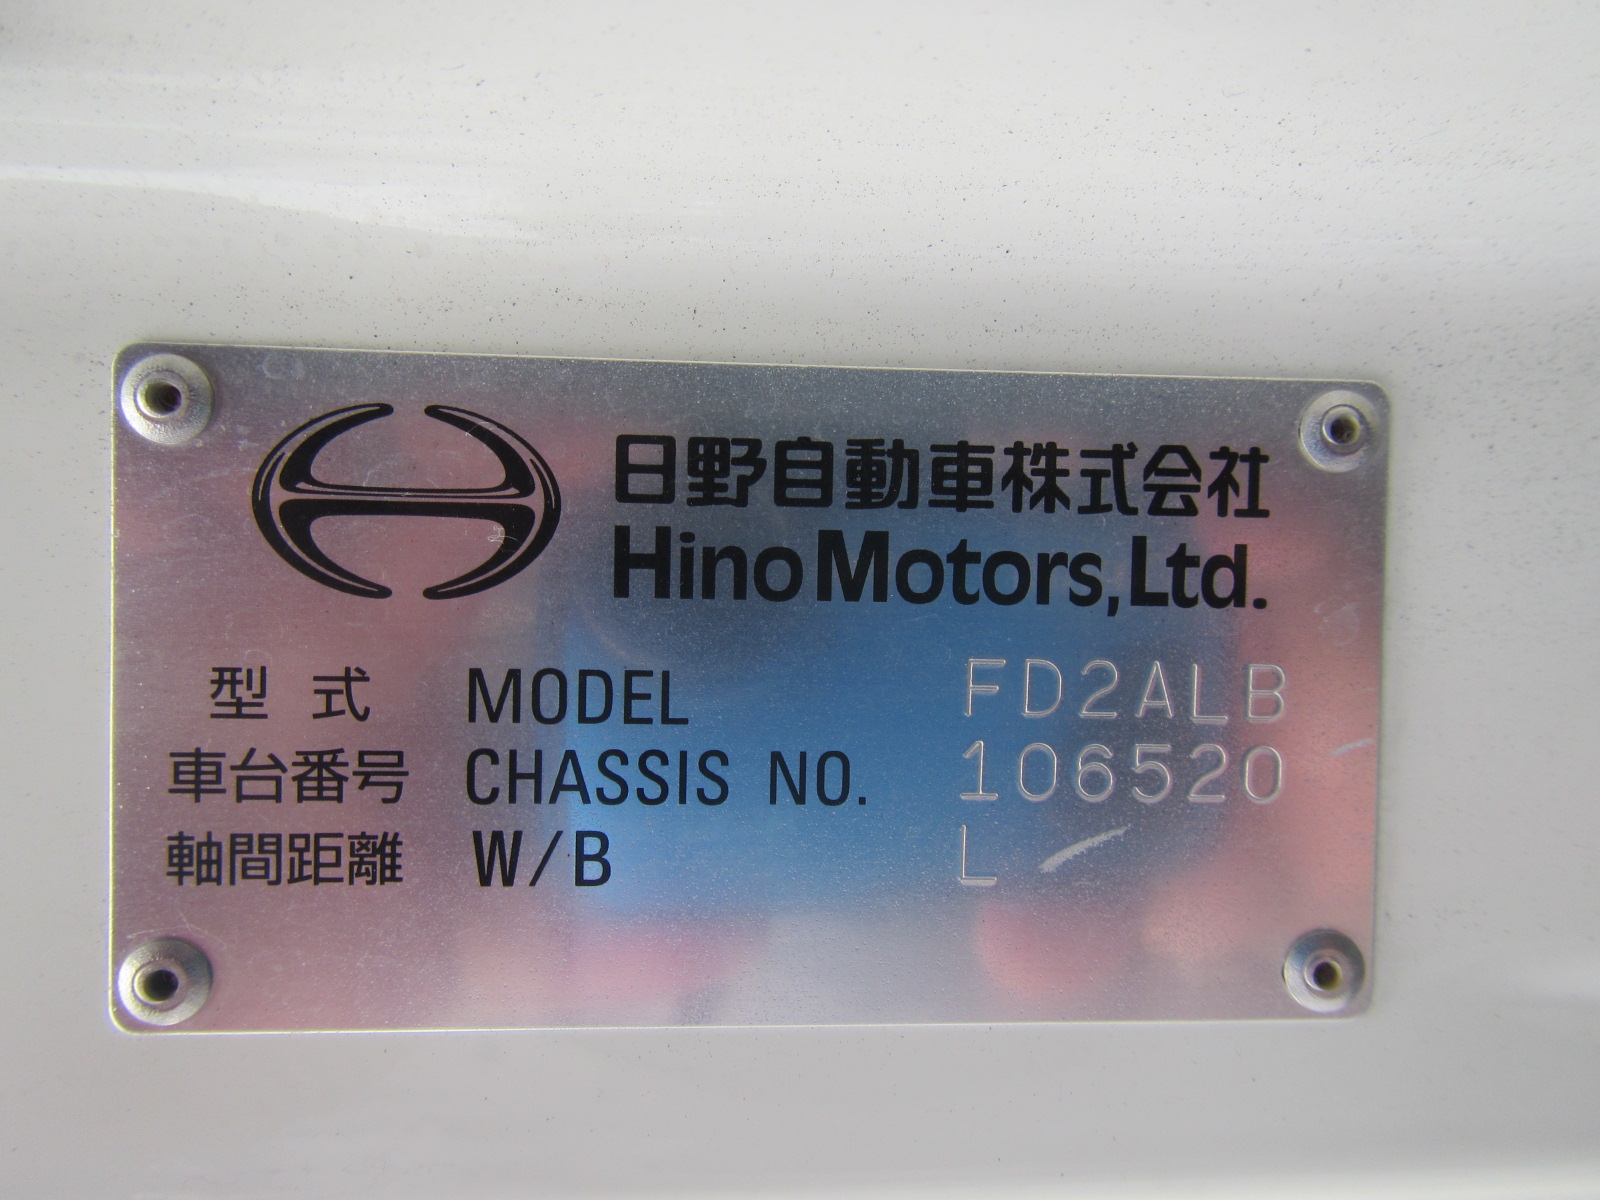 日野自動車株式会社
Hino Motors, Ltd.
型式 MODEL FD2ALB
車台番号 CHASSIS NO. 106520
軸間距離 W/B L